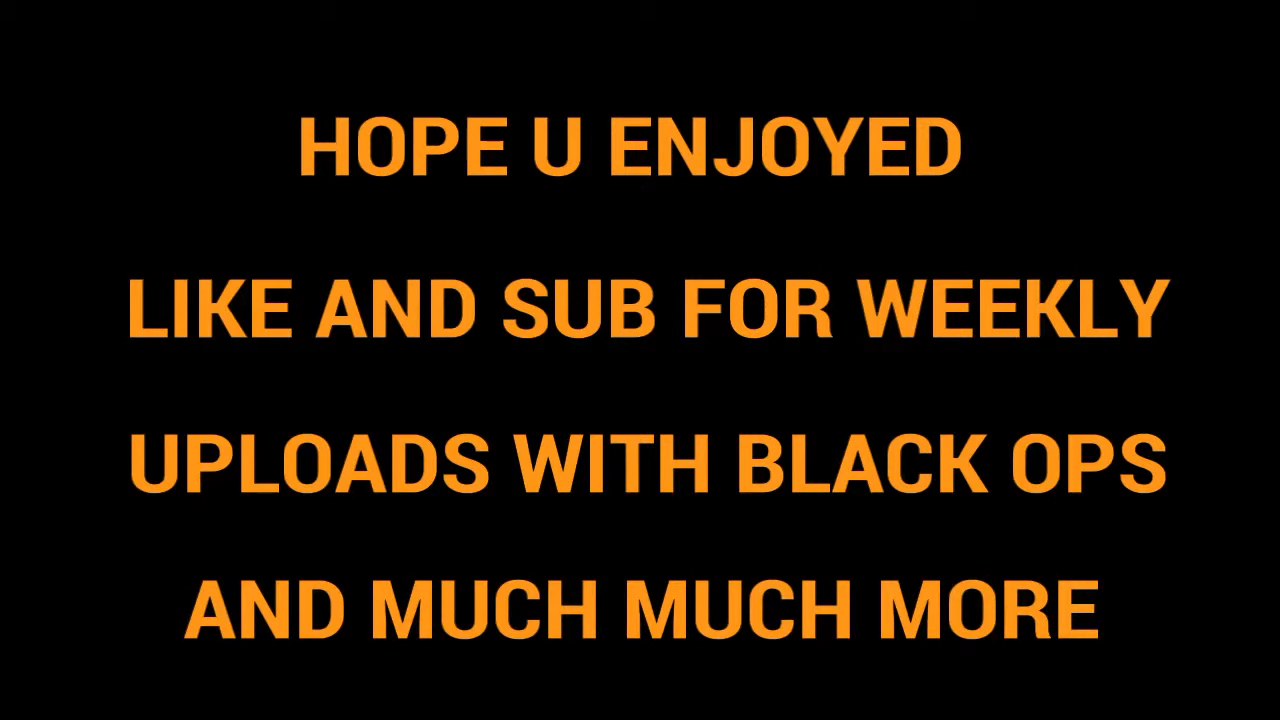 HOPE U ENJOYED
LIKE AND SUB FOR WEEKLY
UPLOADS WITH BLACK OPS
AND MUCH MUCH MORE